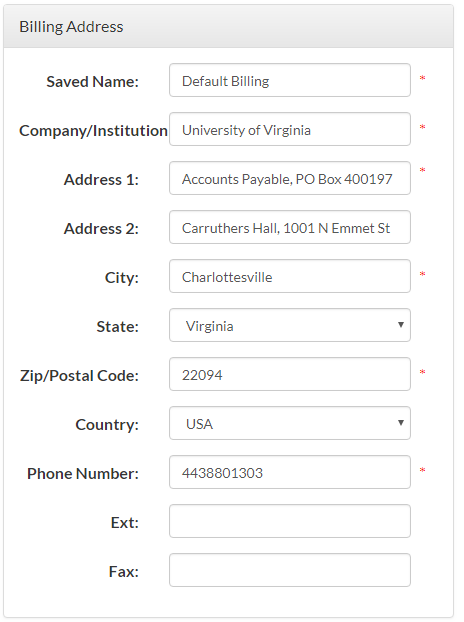 Billing Address
Saved Name: Default Billing *
Company/Institution University of Virginia *
Address 1: Accounts Payable, PO Box 400197 *
Address 2: Carruthers Hall, 1001 N Emmet St
City: Charlottesville *
State: Virginia
Zip/Postal Code: 22094 *
Country: USA
Phone Number: 4438801303 *
Ext:
Fax: